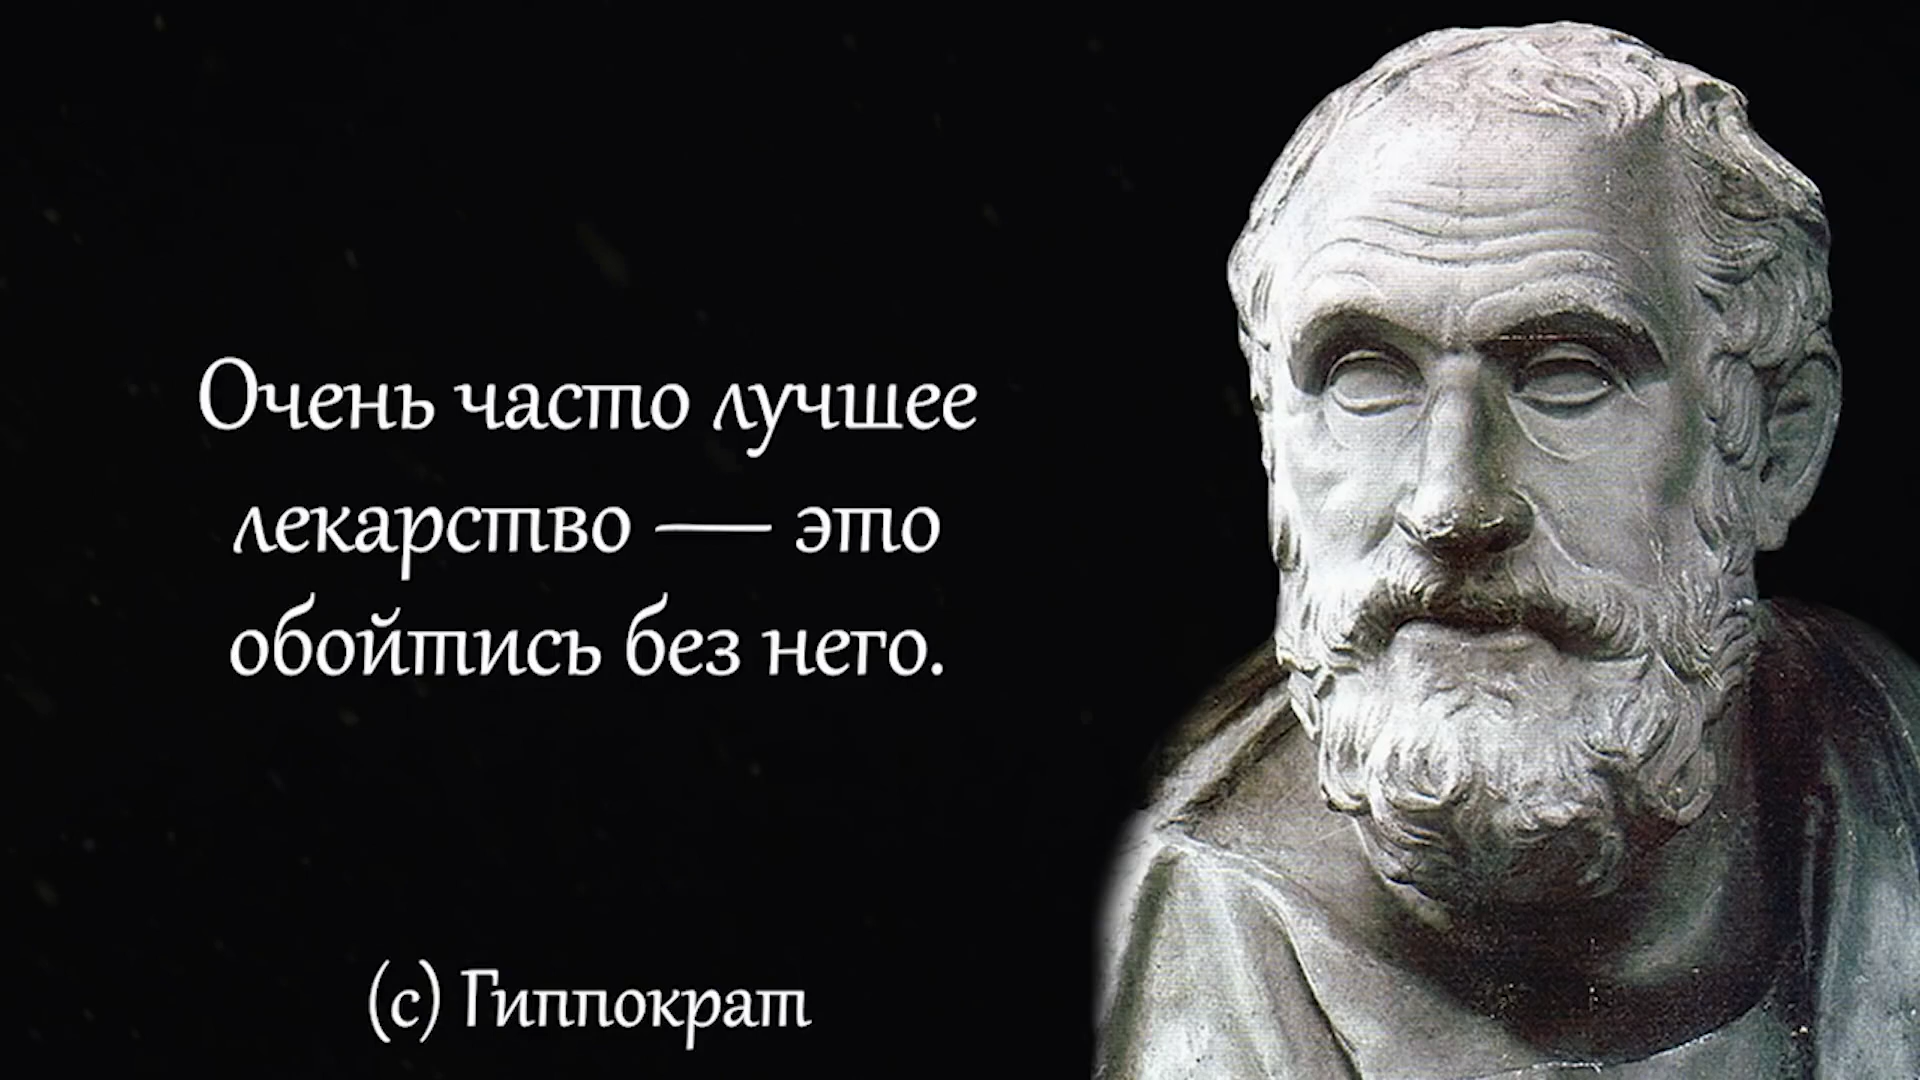 Очень часто лучшее
лекарство — это
обойтись без него.
(с) Гиппократ